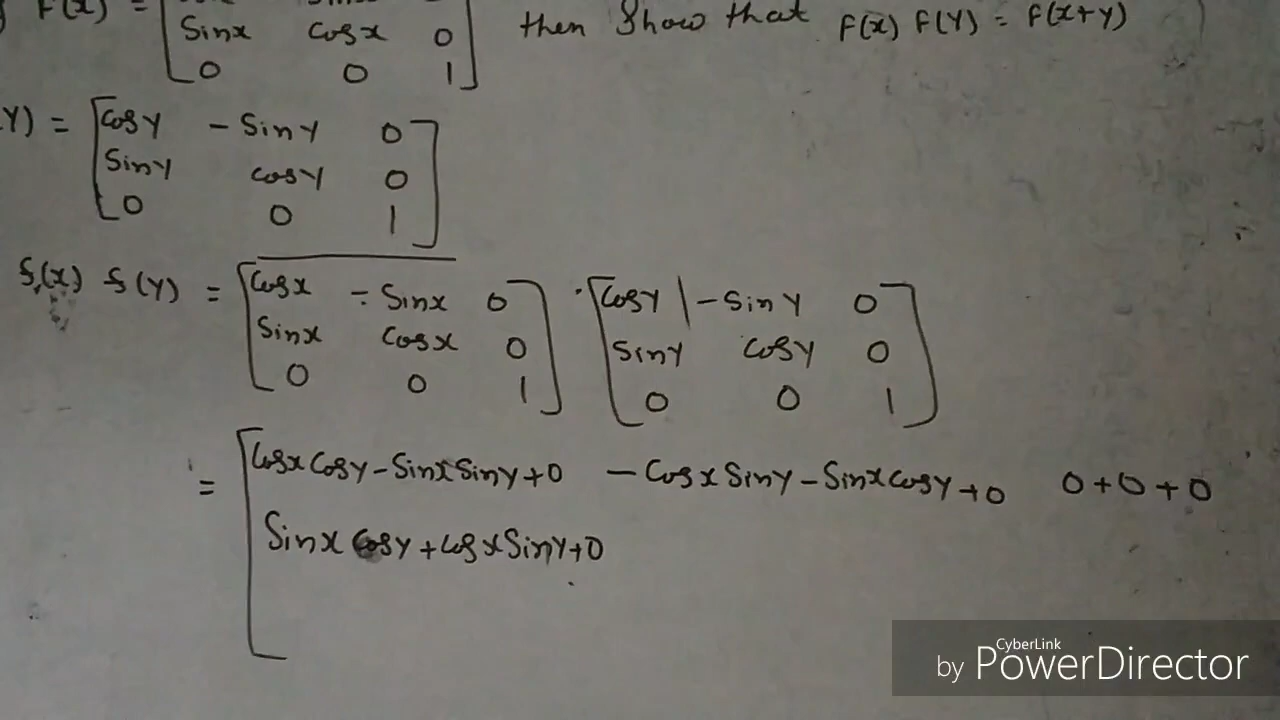 F(x) =
Sinx Cosx 0 then Show that F(x) F(Y) = F(x+y)
0 0 1
Y) = Cosy - Siny 0
Siny cosy 0
0 0 1
f(x) f(Y) = Cosx - Sinx 0 . Cosy - Siny 0
Sinx Cosx 0 Siny cosy 0
0 0 1 0 0 1
= Cosx Cosy - Sinx Siny + 0 - Cosx Siny - Sinx cosy + 0 0 + 0 + 0
Sinx Cosy + Cosx Siny + 0
CyberLink
by PowerDirector